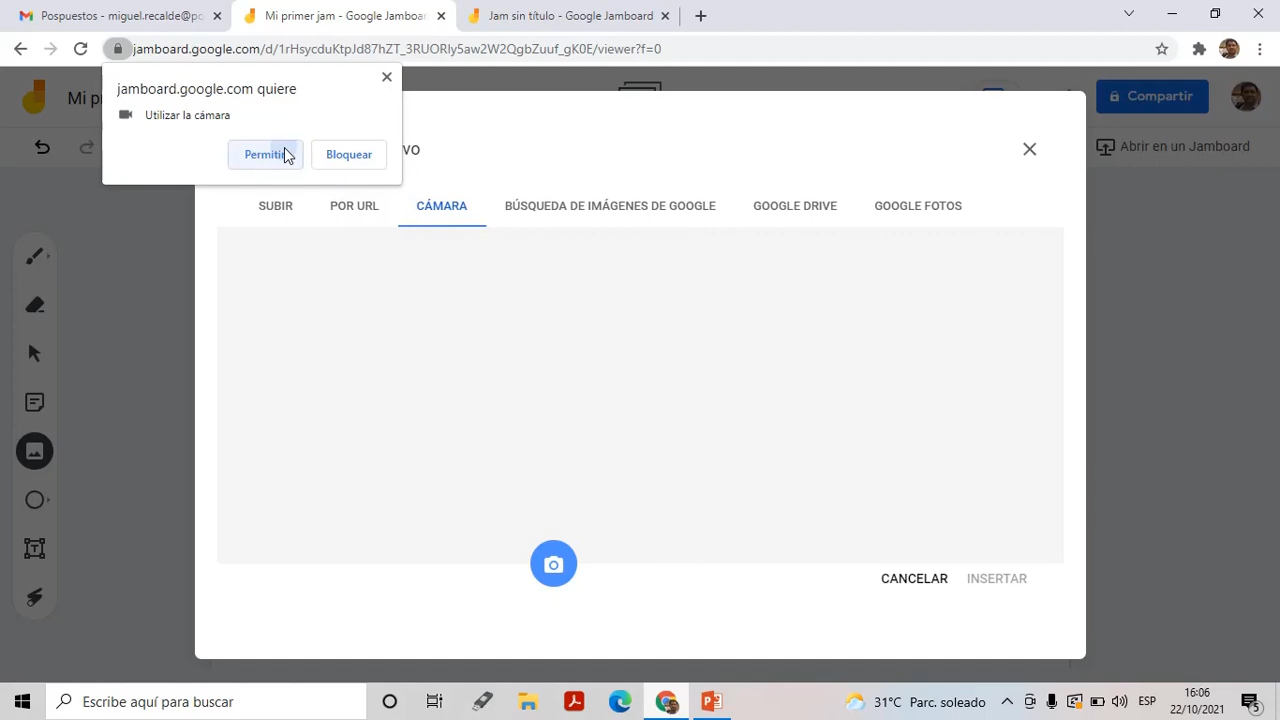 Pospuestos - miguel.recalde@p
Mi primer jam - Google Jamboar
Jam sin título - Google Jamboard
jamboard.google.com/d/1rHsycduKtpJd87hZT_3RUORIy5aw2W2QgbZuuf_gK0E/viewer?f=0
jamboard.google.com quiere
Utilizar la cámara
Permitir
Bloquear
Mi p
Compartir
vo
Abrir en un Jamboard
SUBIR
POR URL
CÁMARA
BÚSQUEDA DE IMÁGENES DE GOOGLE
GOOGLE DRIVE
GOOGLE FOTOS
CANCELAR
INSERTAR
Escribe aquí para buscar
31°C Parc. soleado
ESP
16:06
22/10/2021
5